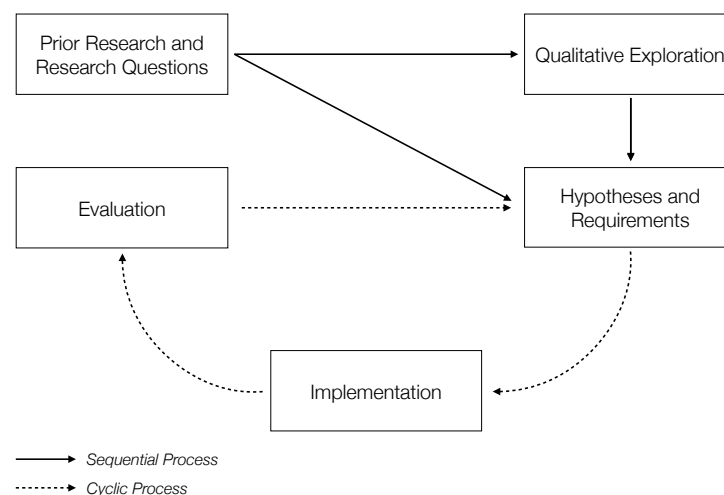 Prior Research and
Research Questions
Qualitative Exploration
Evaluation
Hypotheses and
Requirements
Implementation
Sequential Process
Cyclic Process